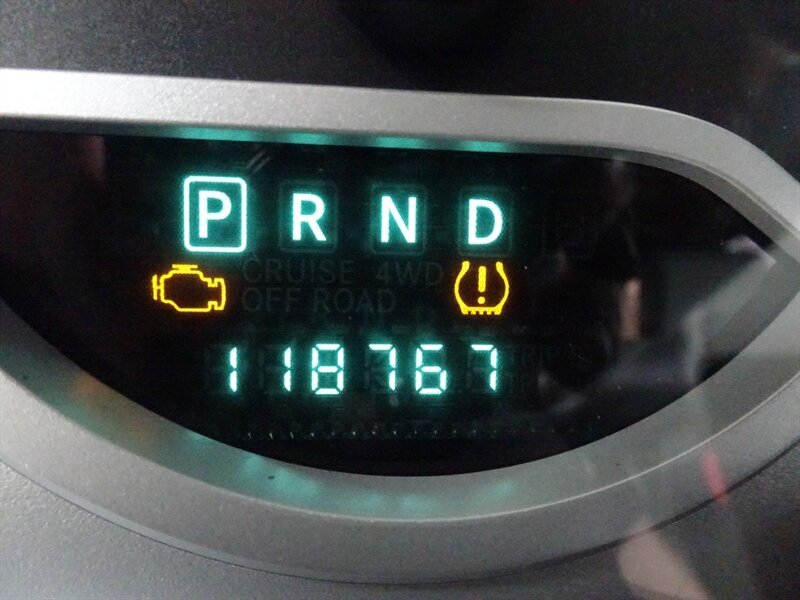 P R N D
CRUISE 4WD
OFF ROAD
118767